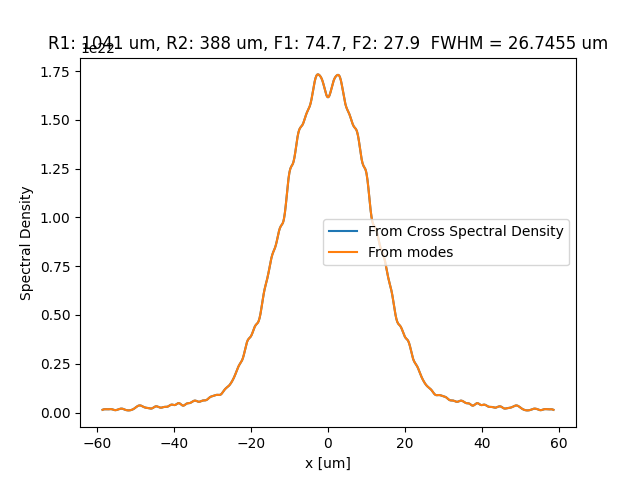 R1: 1041 um, R2: 388 um, F1: 74.7, F2: 27.9  FWHM = 26.7455 um
1e22
1.75
1.50
1.25
1.00
0.75
0.50
0.25
0.00
Spectral Density
From Cross Spectral Density
From modes
−60 −40 −20 0 20 40 60
x [um]